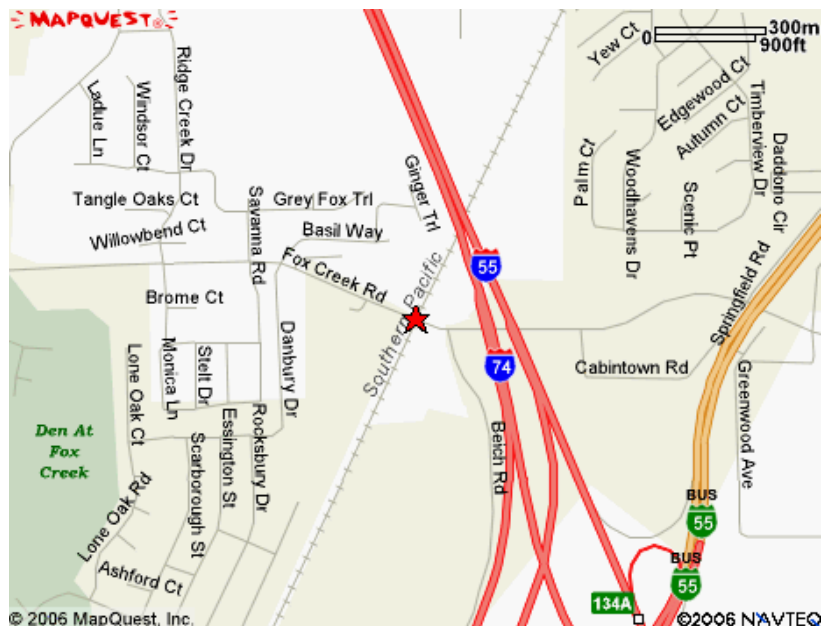 MAPQUEST
300m
0
900ft
Yew Ct
Edgewood Ct
Autumn Ct
Timberview Dr
Daddono Cir
Palm Ct
Woodhavens Dr
Scenic Pt
Ridge Creek Dr
Windsor Ct
Ladue Ln
Tangle Oaks Ct
Savanna Rd
Grey Fox Trl
Ginger Trl
Willowbend Ct
Basil Way
Fox Creek Rd
Southern Pacific
55
Springfield Rd
Brome Ct
Danbury Dr
Lone Oak Ct
Monica Ln
Stelt Dr
74
Cabintown Rd
Greenwood Ave
Den At
Fox
Creek
Scarborough St
Essington St
Rocksbury Dr
Beich Rd
Lone Oak Rd
BUS
55
BUS
55
Ashford Ct
134A
© 2006 MapQuest, Inc.
©2006 NAVTEQ